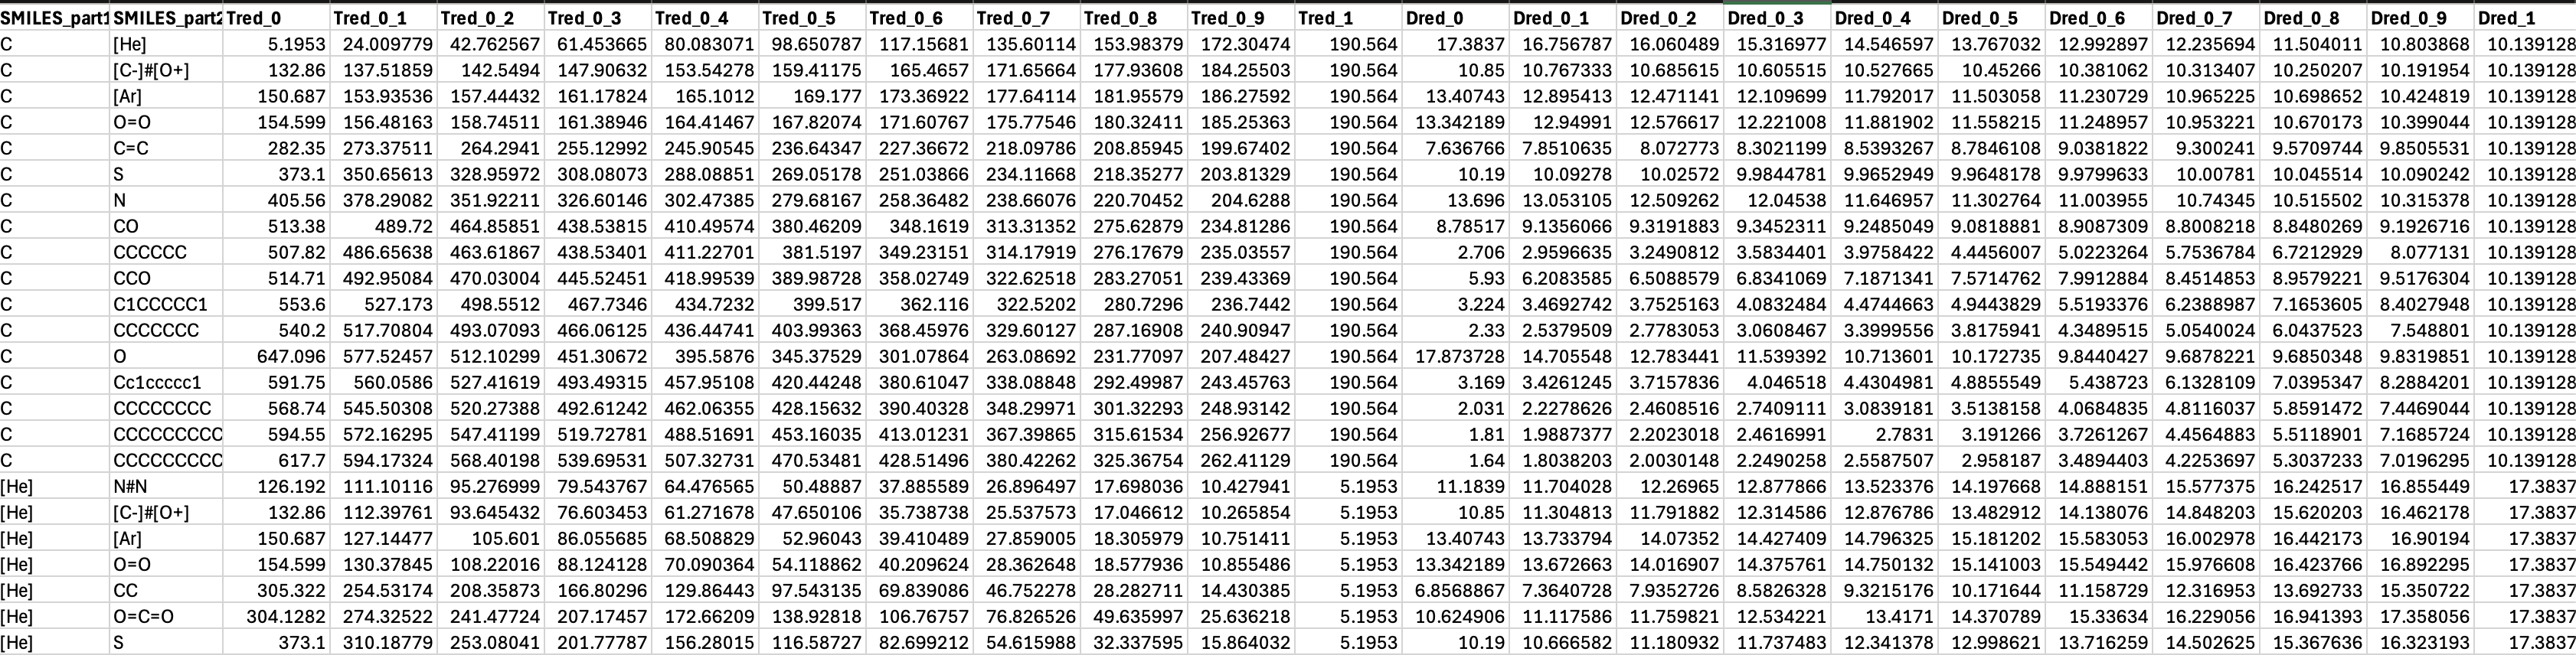 SMILES_part1 SMILES_part2 Tred_0 Tred_0_1 Tred_0_2 Tred_0_3 Tred_0_4 Tred_0_5 Tred_0_6 Tred_0_7 Tred_0_8 Tred_0_9 Tred_1 Dred_0 Dred_0_1 Dred_0_2 Dred_0_3 Dred_0_4 Dred_0_5 Dred_0_6 Dred_0_7 Dred_0_8 Dred_0_9 Dred_1
C [He] 5.1953 24.009779 42.762567 61.453665 80.083071 98.650787 117.15681 135.60114 153.98379 172.30474 190.564 17.3837 16.756787 16.060489 15.316977 14.546597 13.767032 12.992897 12.235694 11.504011 10.803868 10.139128
C [C-]#[O+] 132.86 137.51859 142.5494 147.90632 153.54278 159.41175 165.4657 171.65664 177.93608 184.25503 190.564 10.85 10.767333 10.685615 10.605515 10.527665 10.45266 10.381062 10.313407 10.250207 10.191954 10.139128
C [Ar] 150.687 153.93536 157.44432 161.17824 165.1012 169.177 173.36922 177.64114 181.95579 186.27592 190.564 13.40743 12.895413 12.471141 12.109699 11.792017 11.503058 11.230729 10.965225 10.698652 10.424819 10.139128
C O=O 154.599 156.48163 158.74511 161.38946 164.41467 167.82074 171.60767 175.77546 180.32411 185.25363 190.564 13.342189 12.94991 12.576617 12.221008 11.881902 11.558215 11.248957 10.953221 10.670173 10.399044 10.139128
C C=C 282.35 273.37511 264.2941 255.12992 245.90545 236.64347 227.36672 218.09786 208.85945 199.67402 190.564 7.636766 7.8510635 8.072773 8.3021199 8.5393267 8.7846108 9.0381822 9.300241 9.5709744 9.8505531 10.139128
C S 373.1 350.65613 328.95972 308.08073 288.08851 269.05178 251.03866 234.11668 218.35277 203.81329 190.564 10.19 10.09278 10.02572 9.9844781 9.9652949 9.9648178 9.9799633 10.00781 10.045514 10.090242 10.139128
C N 405.56 378.29082 351.92211 326.60146 302.47385 279.68167 258.36482 238.66076 220.70452 204.6288 190.564 13.696 13.053105 12.509262 12.04538 11.646957 11.302764 11.003955 10.74345 10.515502 10.315378 10.139128
C CO 513.38 489.72 464.85851 438.53815 410.49574 380.46209 348.1619 313.31352 275.62879 234.81286 190.564 8.78517 9.1356066 9.3191883 9.3452311 9.2485049 9.0818881 8.9087309 8.8008218 8.8480269 9.1926716 10.139128
C CCCCCC 507.82 486.65638 463.61867 438.53401 411.22701 381.5197 349.23151 314.17919 276.17679 235.03557 190.564 2.706 2.9596635 3.2490812 3.5834401 3.9758422 4.4456007 5.0223264 5.7536784 6.7212929 8.077131 10.139128
C CCO 514.71 492.95084 470.03004 445.52451 418.99539 389.98728 358.02749 322.62518 283.27051 239.43369 190.564 5.93 6.2083585 6.5088579 6.8341069 7.1871341 7.5714762 7.9912884 8.4514853 8.9579221 9.5176304 10.139128
C C1CCCCC1 553.6 527.173 498.5512 467.7346 434.7232 399.517 362.116 322.5202 280.7296 236.7442 190.564 3.224 3.4692742 3.7525163 4.0832484 4.4744663 4.9443829 5.5193376 6.2388987 7.1653605 8.4027948 10.139128
C CCCCCCC 540.2 517.70804 493.07093 466.06125 436.44741 403.99363 368.45976 329.60127 287.16908 240.90947 190.564 2.33 2.5379509 2.7783053 3.0608467 3.3999556 3.8175941 4.3489515 5.0540024 6.0437523 7.548801 10.139128
C O 647.096 577.52457 512.10299 451.30672 395.5876 345.37529 301.07864 263.08692 231.77097 207.48427 190.564 17.873728 14.705548 12.783441 11.539392 10.713601 10.172735 9.8440427 9.6878221 9.6850348 9.8319851 10.139128
C Cc1ccccc1 591.75 560.0586 527.41619 493.49315 457.95108 420.44248 380.61047 338.08848 292.49987 243.45763 190.564 3.169 3.4261245 3.7157836 4.046518 4.4304981 4.8855549 5.438723 6.1328109 7.0395347 8.2884201 10.139128
C CCCCCCCC 568.74 545.50308 520.27388 492.61242 462.06355 428.15632 390.40328 348.29971 301.32293 248.93142 190.564 2.031 2.2278626 2.4608516 2.7409111 3.0839181 3.5138158 4.0684835 4.8116037 5.8591472 7.4469044 10.139128
C CCCCCCCCC 594.55 572.16295 547.41199 519.72781 488.51691 453.16035 413.01231 367.39865 315.61534 256.92677 190.564 1.81 1.9887377 2.2023018 2.4616991 2.7831 3.191266 3.7261267 4.4564883 5.5118901 7.1685724 10.139128
C CCCCCCCCC 617.7 594.17324 568.40198 539.69531 507.32731 470.53481 428.51496 380.42262 325.36754 262.41129 190.564 1.64 1.8038203 2.0030148 2.2490258 2.5587507 2.958187 3.4894403 4.2253697 5.3037233 7.0196295 10.139128
[He] N#N 126.192 111.10116 95.276999 79.543767 64.476565 50.48887 37.885589 26.896497 17.698036 10.427941 5.1953 11.1839 11.704028 12.26965 12.877866 13.523376 14.197668 14.888151 15.577375 16.242517 16.855449 17.3837
[He] [C-]#[O+] 132.86 112.39761 93.645432 76.603453 61.271678 47.650106 35.738738 25.537573 17.046612 10.265854 5.1953 10.85 11.304813 11.791882 12.314586 12.876786 13.482912 14.138076 14.848203 15.620203 16.462178 17.3837
[He] [Ar] 150.687 127.14477 105.601 86.055685 68.508829 52.96043 39.410489 27.859005 18.305979 10.751411 5.1953 13.40743 13.733794 14.07352 14.427409 14.796325 15.181202 15.583053 16.002978 16.442173 16.90194 17.3837
[He] O=O 154.599 130.37845 108.22016 88.124128 70.090364 54.118862 40.209624 28.362648 18.577936 10.855486 5.1953 13.342189 13.672663 14.016907 14.375761 14.750132 15.141003 15.549442 15.976608 16.423766 16.892295 17.3837
[He] CC 305.322 254.53174 208.35873 166.80296 129.86443 97.543135 69.839086 46.752278 28.282711 14.430385 5.1953 6.8568867 7.3640728 7.9352726 8.5826328 9.3215176 10.171644 11.158729 12.316953 13.692733 15.350722 17.3837
[He] O=C=O 304.1282 274.32522 241.47724 207.17457 172.66209 138.92818 106.76757 76.826526 49.635997 25.636218 5.1953 10.624906 11.117586 11.759821 12.534221 13.4171 14.370789 15.33634 16.229056 16.941393 17.358056 17.3837
[He] S 373.1 310.18779 253.08041 201.77787 156.28015 116.58727 82.699212 54.615988 32.337595 15.864032 5.1953 10.19 10.666582 11.180932 11.737483 12.341378 12.998621 13.716259 14.502625 15.367636 16.323193 17.3837